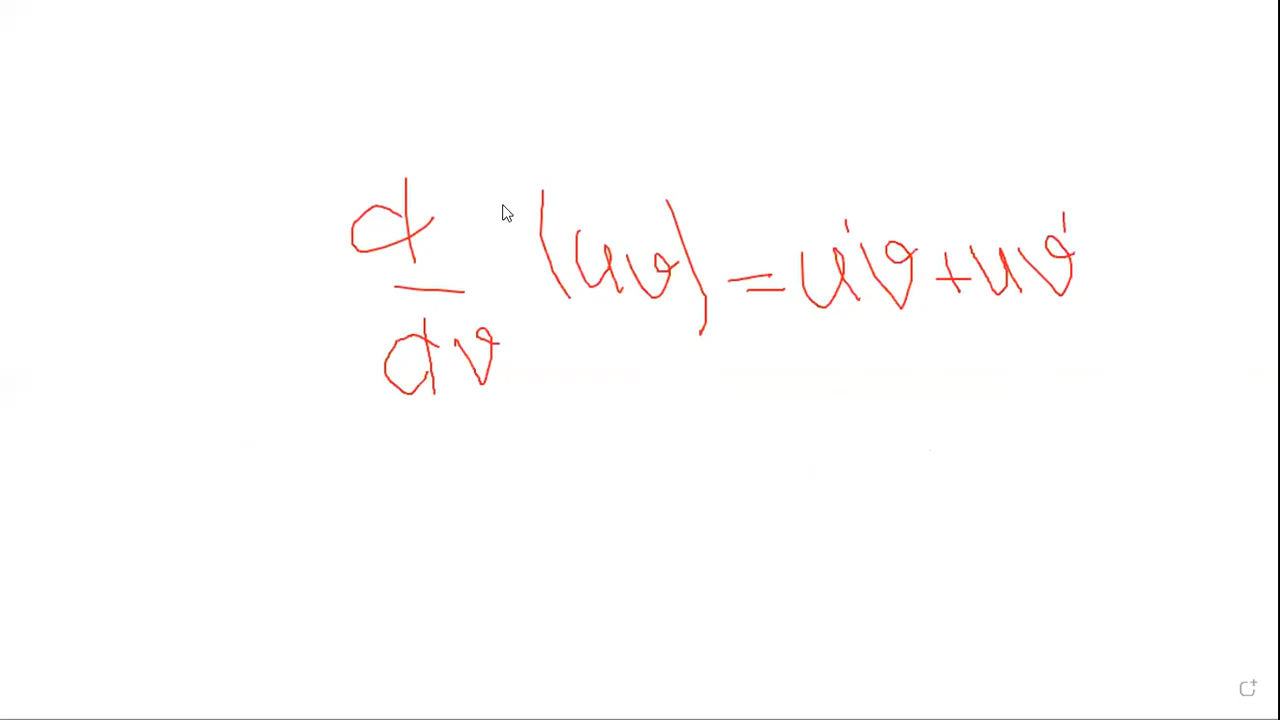 d/dv (uv) = u'v + uv'